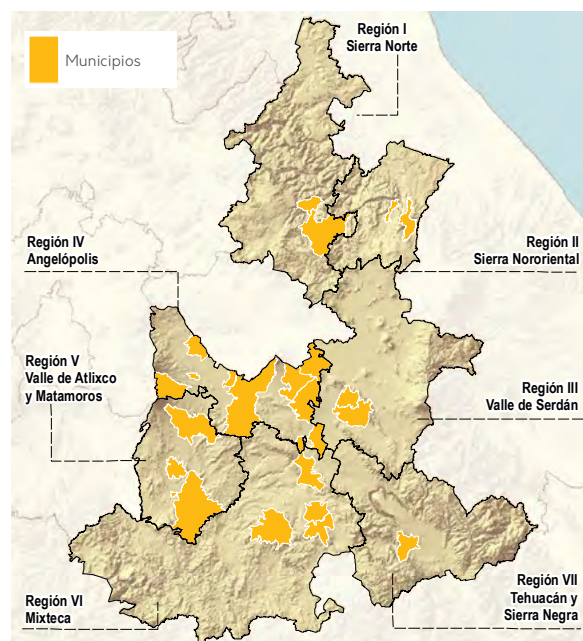 Municipios
Región I
Sierra Norte
Región IV
Angelópolis
Región II
Sierra Nororiental
Región V
Valle de Atlixco
y Matamoros
Región III
Valle de Serdán
Región VI
Mixteca
Región VII
Tehuacán y
Sierra Negra